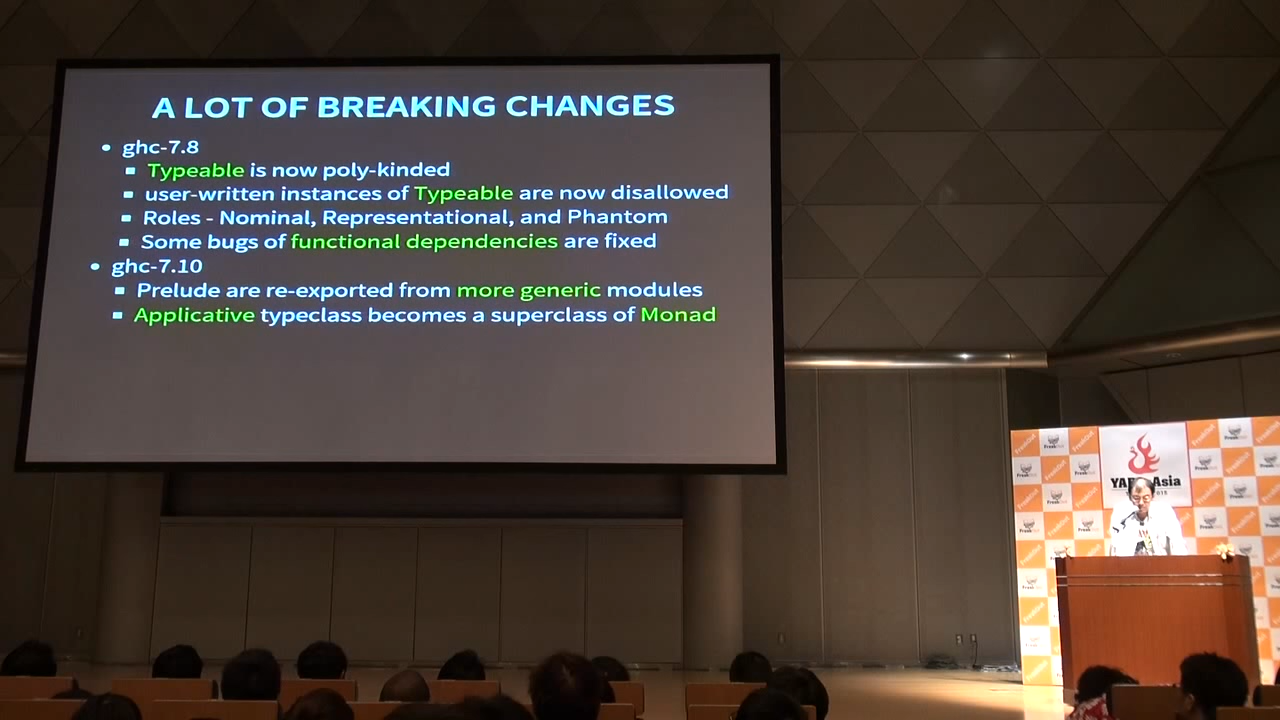 A LOT OF BREAKING CHANGES
• ghc-7.8
▪ Typeable is now poly-kinded
▪ user-written instances of Typeable are now disallowed
▪ Roles - Nominal, Representational, and Phantom
▪ Some bugs of functional dependencies are fixed
• ghc-7.10
▪ Prelude are re-exported from more generic modules
▪ Applicative typeclass becomes a superclass of Monad
Asia
FreakOut